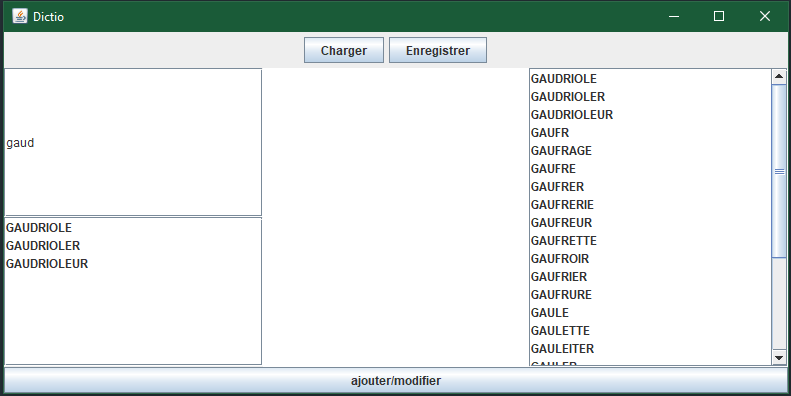 Dictio
Charger
Enregistrer
gaud
GAUDRIOLE
GAUDRIOLER
GAUDRIOLEUR
GAUDRIOLE
GAUDRIOLER
GAUDRIOLEUR
GAUFR
GAUFRAGE
GAUFRE
GAUFRER
GAUFRERIE
GAUFREUR
GAUFRETTE
GAUFROIR
GAUFRIER
GAUFRURE
GAULE
GAULETTE
GAULEITER
GAULER
ajouter/modifier